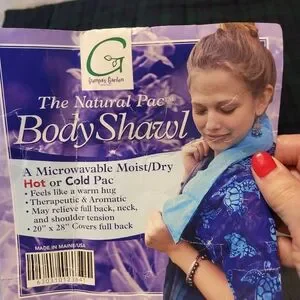 G
Grampa's Garden
The Natural Pac
Body Shawl
A Microwavable Moist/Dry
Hot or Cold Pac
• Feels like a warm hug
• Therapeutic & Aromatic
• May relieve full back, neck,
and shoulder tension
• 20" x 28" Covers full back
MADE IN MAINE/USA